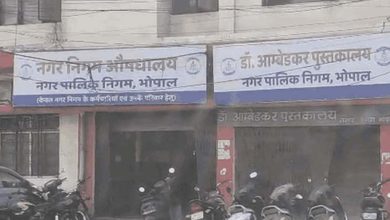 नगर निगम औषधालय
नगर पालिक निगम, भोपाल
(केवल नगर निगम के कर्मचारियों एवं उनके परिवार हेतु)
डॉ. आम्बेडकर पुस्तकालय
नगर पालिक निगम, भोपाल
डॉ आम्बेडकर पुस्तकालय